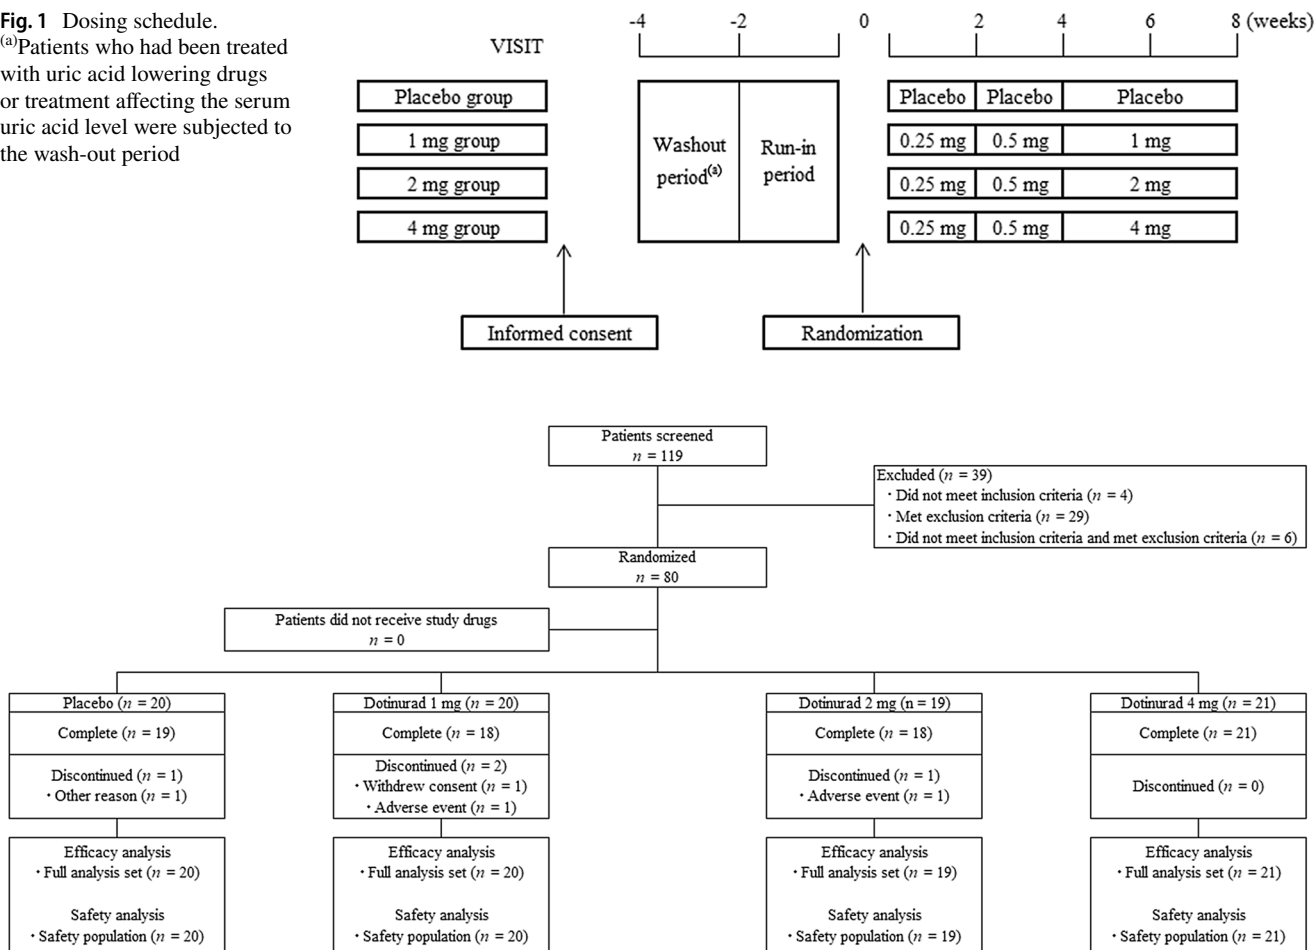 Fig. 1 Dosing schedule.
(a)Patients who had been treated
with uric acid lowering drugs
or treatment affecting the serum
uric acid level were subjected to
the wash-out period
-4 -2 0 2 4 6 8 (weeks)
VISIT
Placebo group
1 mg group
2 mg group
4 mg group
Washout
period(a)
Run-in
period
Placebo Placebo Placebo
0.25 mg 0.5 mg 1 mg
0.25 mg 0.5 mg 2 mg
0.25 mg 0.5 mg 4 mg
Informed consent
Randomization
Patients screened
n = 119
Excluded (n = 39)
・Did not meet inclusion criteria (n = 4)
・Met exclusion criteria (n = 29)
・Did not meet inclusion criteria and met exclusion criteria (n = 6)
Randomized
n = 80
Patients did not receive study drugs
n = 0
Placebo (n = 20)
Complete (n = 19)
Discontinued (n = 1)
・Other reason (n = 1)
Efficacy analysis
・Full analysis set (n = 20)
Safety analysis
・Safety population (n = 20)
Dotinurad 1 mg (n = 20)
Complete (n = 18)
Discontinued (n = 2)
・Withdrew consent (n = 1)
・Adverse event (n = 1)
Efficacy analysis
・Full analysis set (n = 20)
Safety analysis
・Safety population (n = 20)
Dotinurad 2 mg (n = 19)
Complete (n = 18)
Discontinued (n = 1)
・Adverse event (n = 1)
Efficacy analysis
・Full analysis set (n = 19)
Safety analysis
・Safety population (n = 19)
Dotinurad 4 mg (n = 21)
Complete (n = 21)
Discontinued (n = 0)
Efficacy analysis
・Full analysis set (n = 21)
Safety analysis
・Safety population (n = 21)